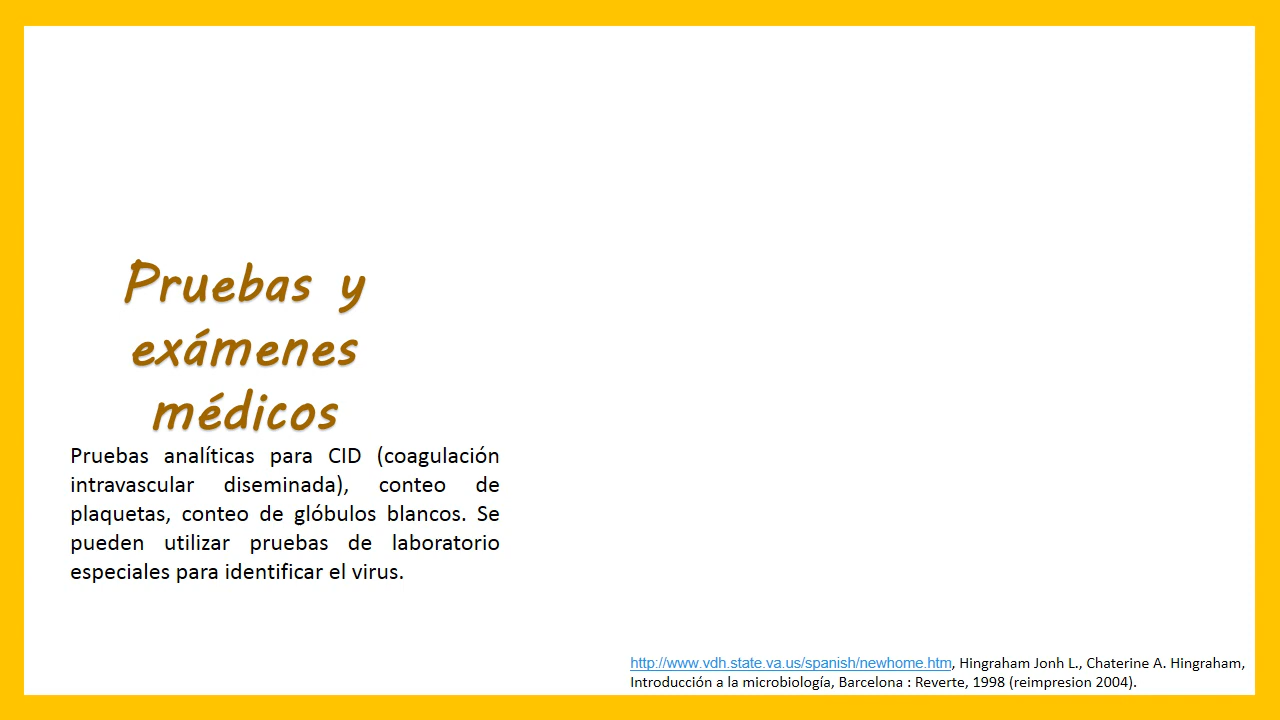 Pruebas y
exámenes
médicos
Pruebas analíticas para CID (coagulación
intravascular diseminada), conteo de
plaquetas, conteo de glóbulos blancos. Se
pueden utilizar pruebas de laboratorio
especiales para identificar el virus.
http://www.vdh.state.va.us/spanish/newhome.htm, Hingraham Jonh L., Chaterine A. Hingraham,
Introducción a la microbiología, Barcelona : Reverte, 1998 (reimpresion 2004).